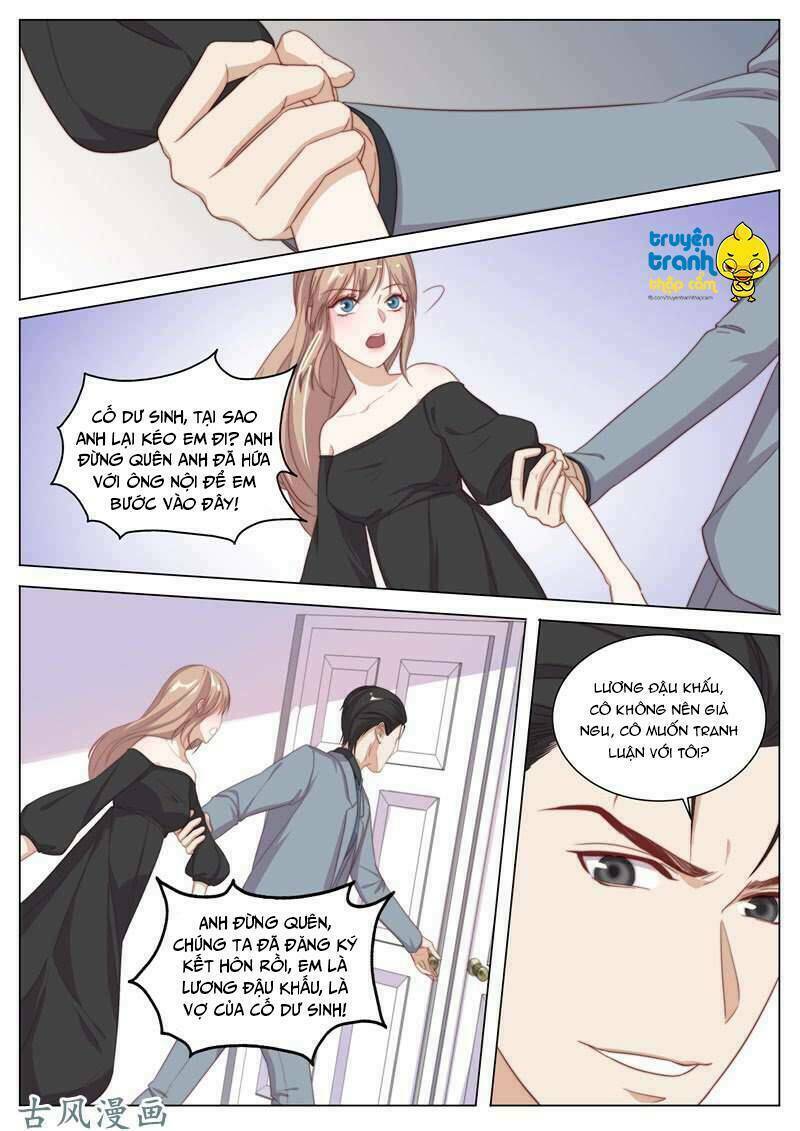 truyện
tranh
thập cẩm
fb.com/truyentranhthapcam
CỐ DƯ SINH, TẠI SAO
ANH LẠI KÉO EM ĐI? ANH
ĐỪNG QUÊN ANH ĐÃ HỨA
VỚI ÔNG NỘI ĐỂ EM
BƯỚC VÀO ĐÂY!
LƯƠNG ĐẬU KHẤU,
CÔ KHÔNG NÊN GIẢ
NGU, CÔ MUỐN TRANH
LUẬN VỚI TÔI?
ANH ĐỪNG QUÊN,
CHÚNG TA ĐÃ ĐĂNG KÝ
KẾT HÔN RỒI, EM LÀ
LƯƠNG ĐẬU KHẤU, LÀ
VỢ CỦA CỐ DƯ SINH!
古风漫画